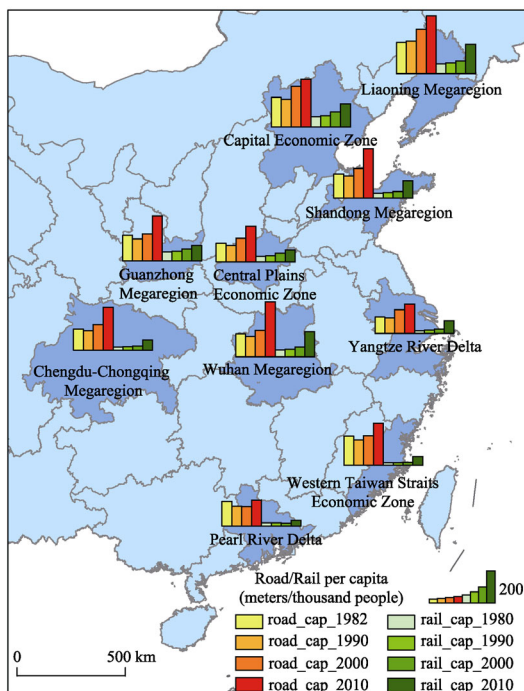 Liaoning Megaregion
Capital Economic Zone
Shandong Megaregion
Guanzhong
Megaregion
Central Plains
Economic Zone
Chengdu-Chongqing
Megaregion
Wuhan Megaregion
Yangtze River Delta
Western Taiwan Straits
Economic Zone
Pearl River Delta
Road/Rail per capita
(meters/thousand people)
200
road_cap_1982
rail_cap_1980
road_cap_1990
rail_cap_1990
road_cap_2000
rail_cap_2000
road_cap_2010
rail_cap_2010
0
500 km